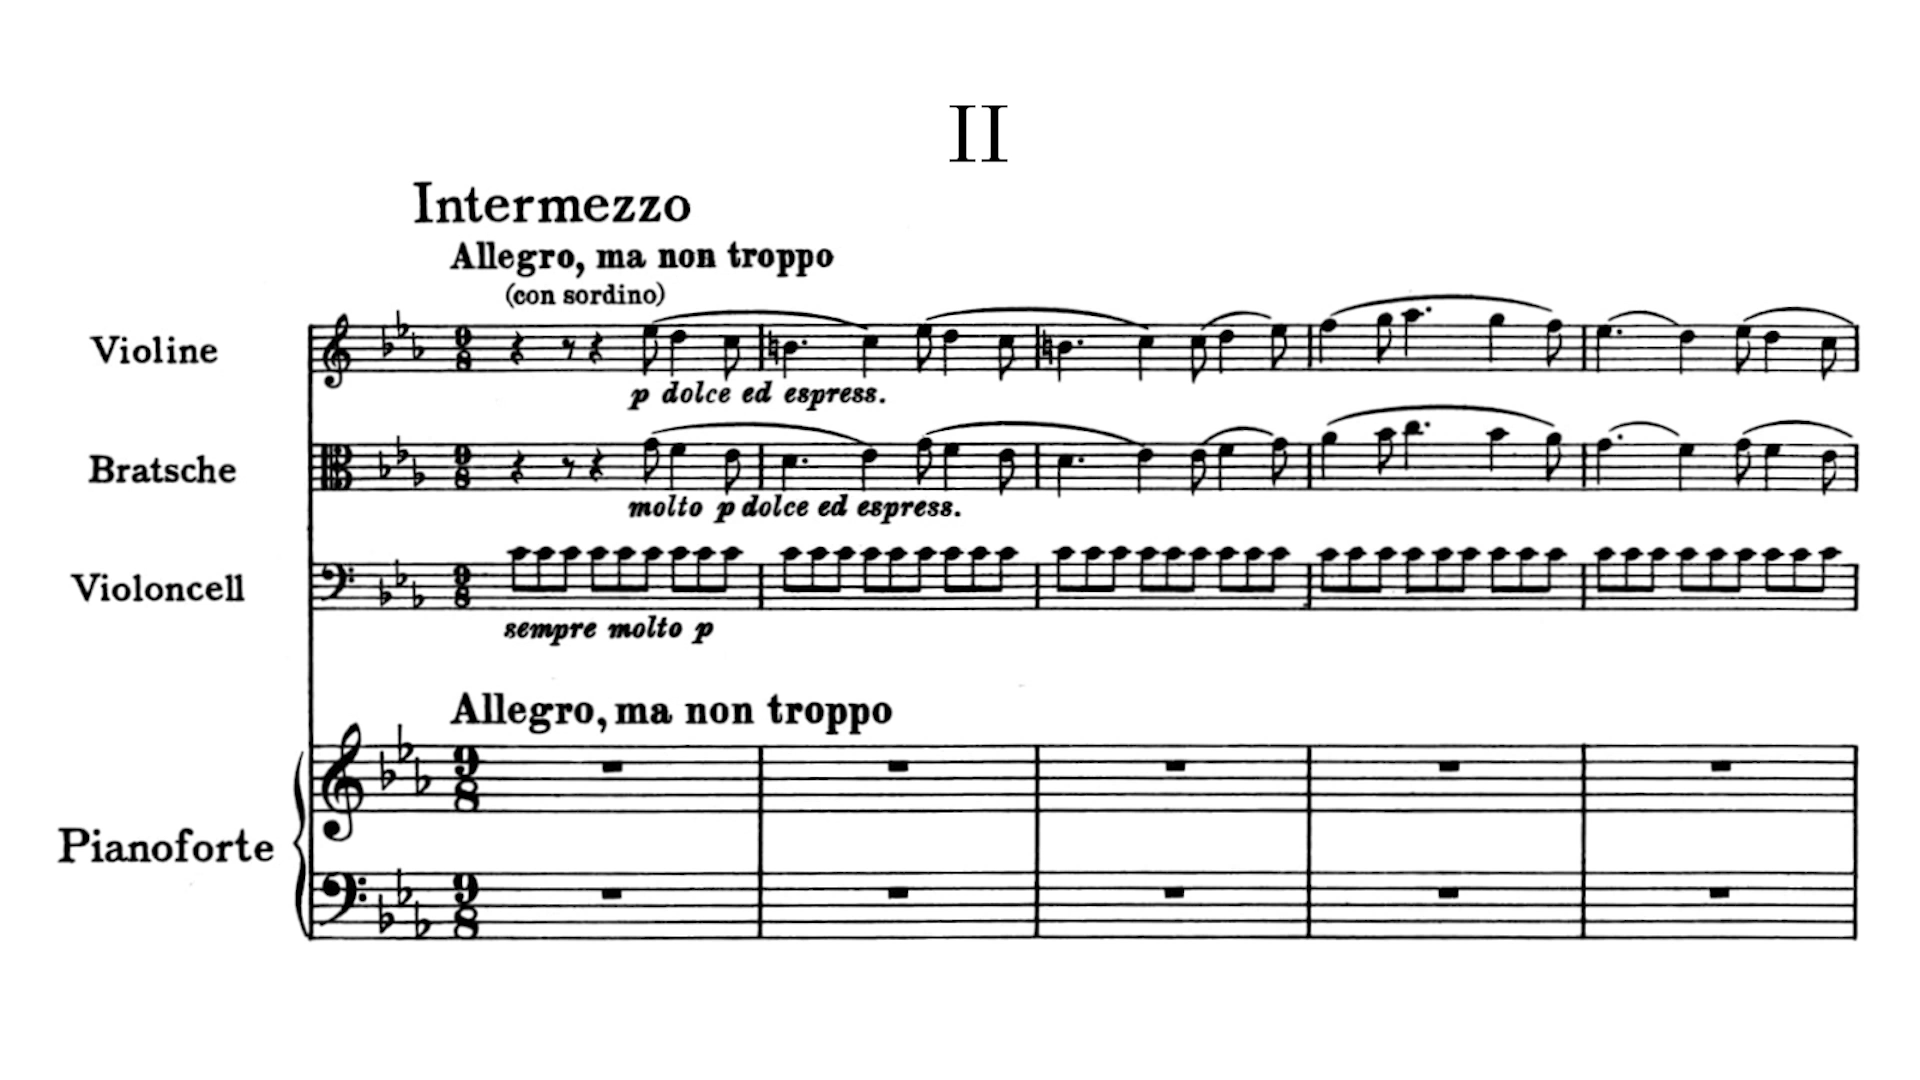 II
Intermezzo
Allegro, ma non troppo
(con sordino)
Violine
p dolce ed espress.
Bratsche
molto p dolce ed espress.
Violoncell
sempre molto p
Allegro, ma non troppo
Pianoforte